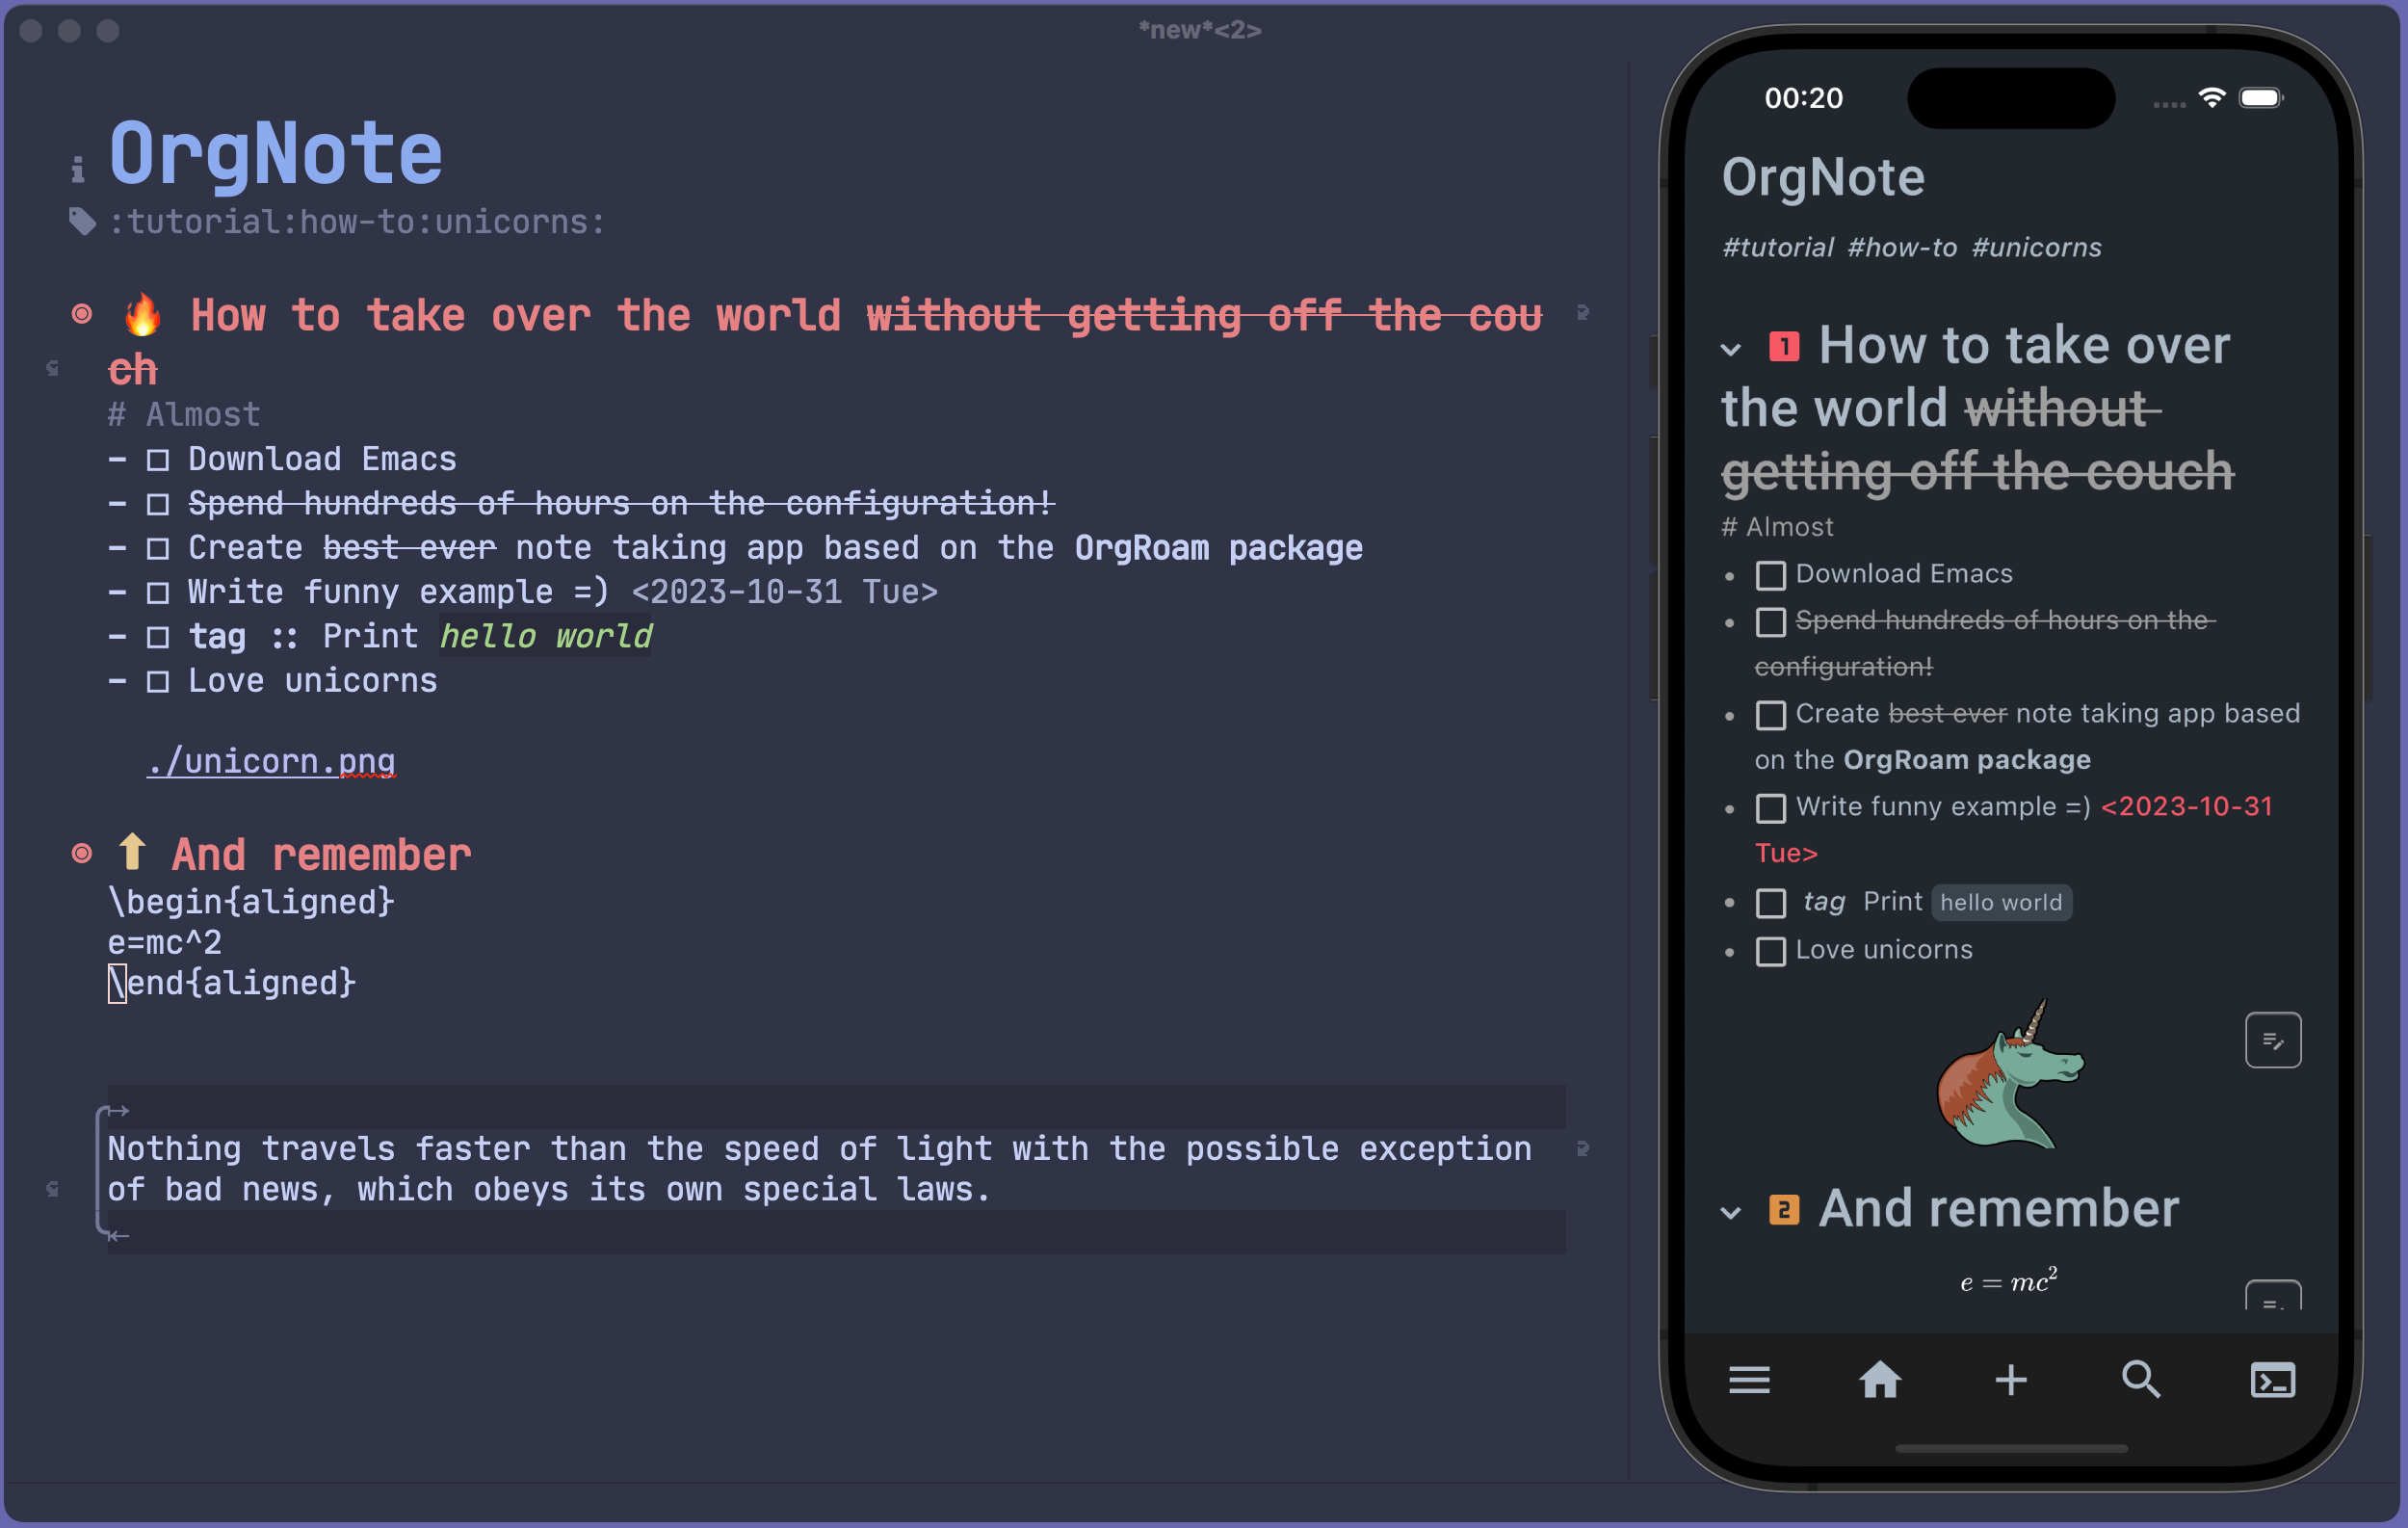 *new*<2>
OrgNote
:tutorial:how-to:unicorns:
How to take over the world without getting off the cou
ch
# Almost
- Download Emacs
- Spend hundreds of hours on the configuration!
- Create best ever note taking app based on the OrgRoam package
- Write funny example =) <2023-10-31 Tue>
- tag :: Print hello world
- Love unicorns
./unicorn.png
And remember
\begin{aligned}
e=mc^2
\end{aligned}
Nothing travels faster than the speed of light with the possible exception
of bad news, which obeys its own special laws.
00:20
OrgNote
#tutorial #how-to #unicorns
1 How to take over
the world without
getting off the couch
# Almost
• Download Emacs
• Spend hundreds of hours on the
configuration!
• Create best ever note taking app based
on the OrgRoam package
• Write funny example =) <2023-10-31
Tue>
• tag Print hello world
• Love unicorns
2 And remember
e = mc²